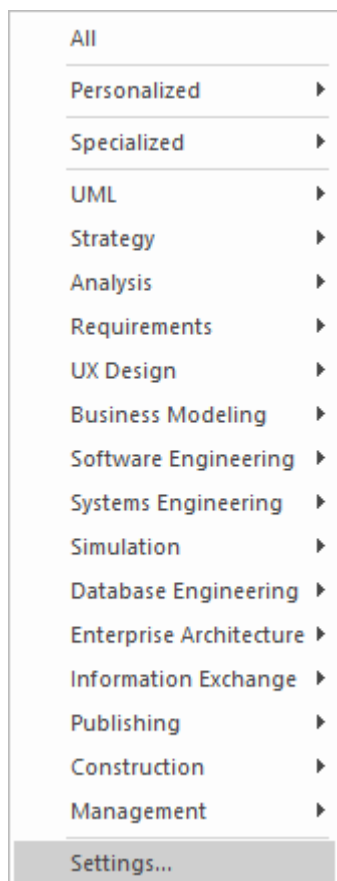 All
Personalized
Specialized
UML
Strategy
Analysis
Requirements
UX Design
Business Modeling
Software Engineering
Systems Engineering
Simulation
Database Engineering
Enterprise Architecture
Information Exchange
Publishing
Construction
Management
Settings...